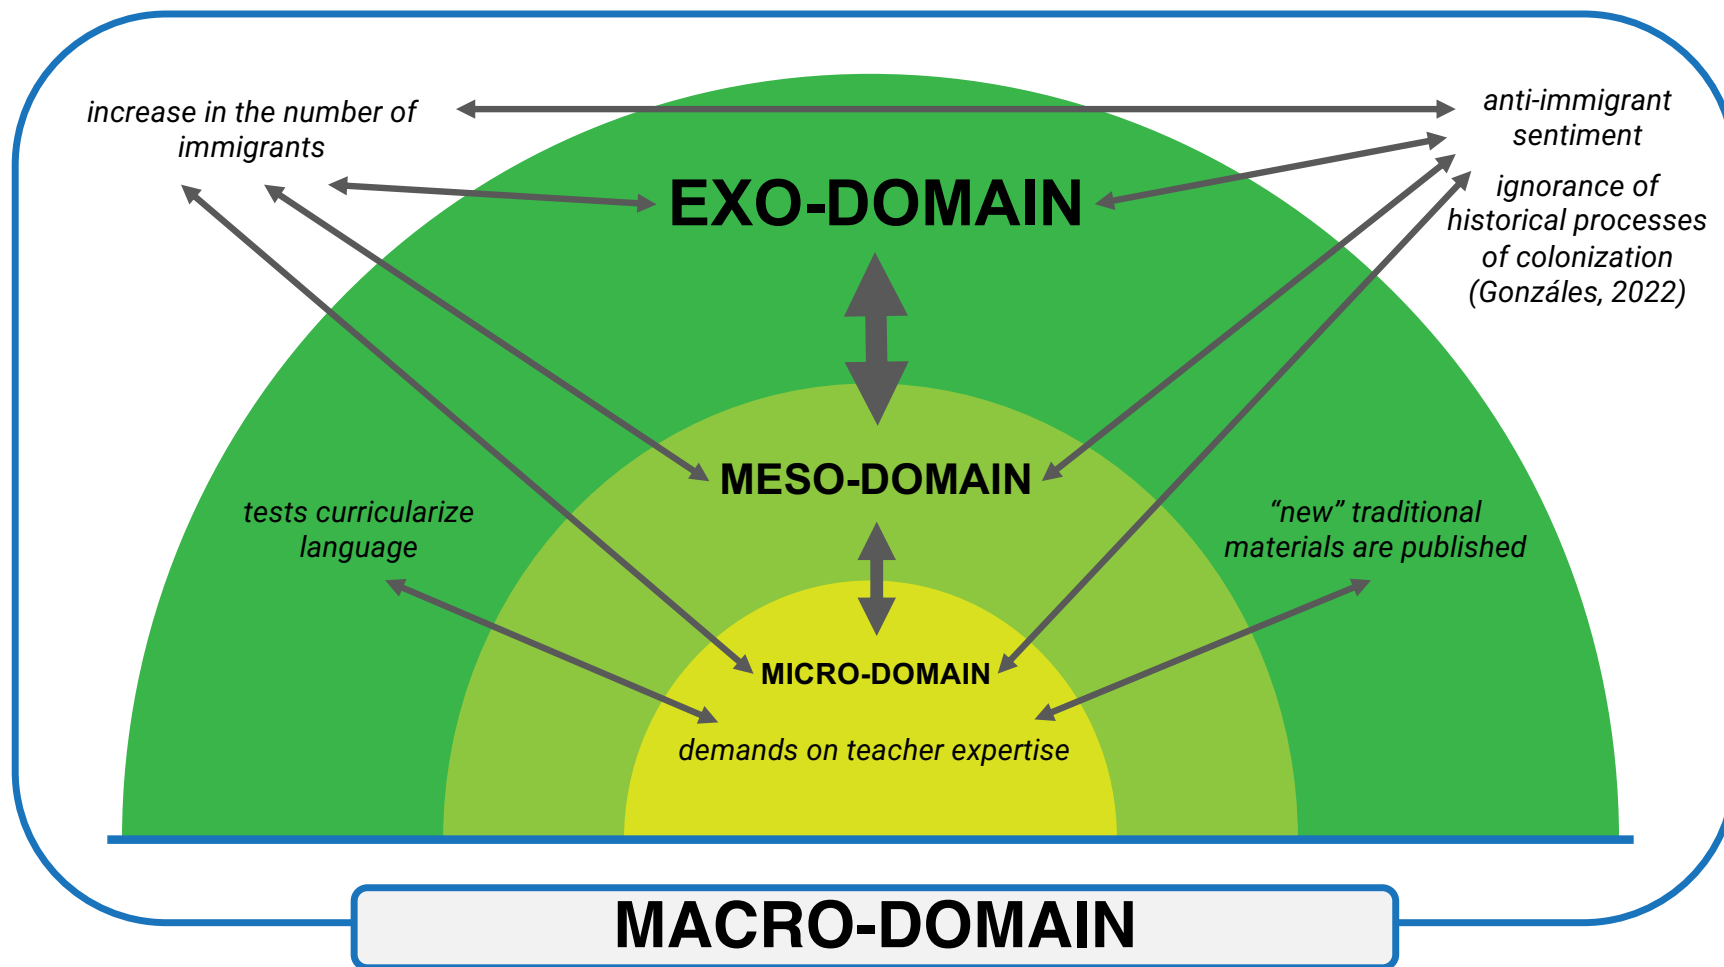 increase in the number of
immigrants
anti-immigrant
sentiment
ignorance of
historical processes
of colonization
(Gonzáles, 2022)
EXO-DOMAIN
MESO-DOMAIN
tests curricularize
language
“new” traditional
materials are published
MICRO-DOMAIN
demands on teacher expertise
MACRO-DOMAIN